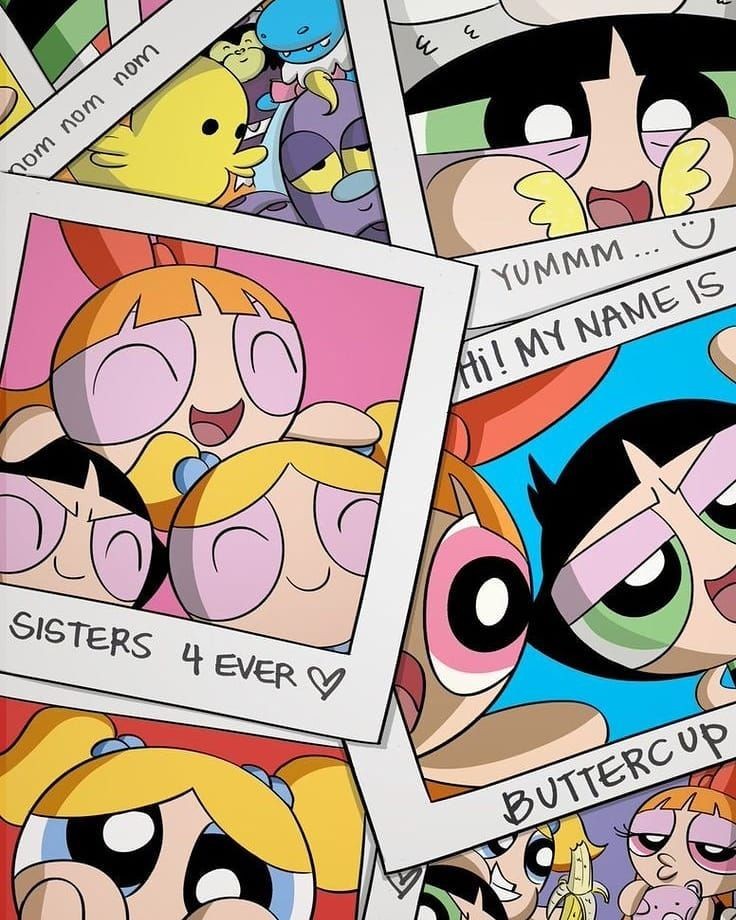 nom nom nom
YUMMM ...
Hi! MY NAME IS
SISTERS 4 EVER ♡
BUTTERCUP